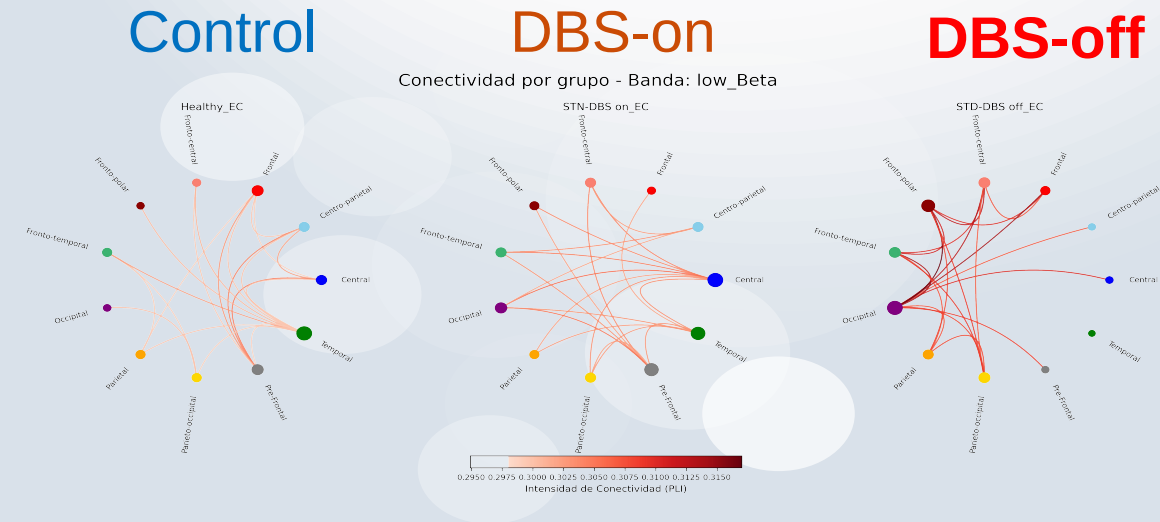 Control
DBS-on
DBS-off
Conectividad por grupo - Banda: low_Beta
Healthy_EC
Fronto-central
Frontal
Fronto-polar
Centro-parietal
Fronto-temporal
Central
Occipital
Temporal
Parietal
Pre-Frontal
Parieto-occipital
STN-DBS on_EC
Fronto-central
Frontal
Fronto-polar
Centro-parietal
Fronto-temporal
Central
Occipital
Temporal
Parietal
Pre-Frontal
Parieto-occipital
STD-DBS off_EC
Fronto-central
Frontal
Fronto-polar
Centro-parietal
Fronto-temporal
Central
Occipital
Temporal
Parietal
Pre-Frontal
Parieto-occipital
0.2950 0.2975 0.3000 0.3025 0.3050 0.3075 0.3100 0.3125 0.3150
Intensidad de Conectividad (PLI)